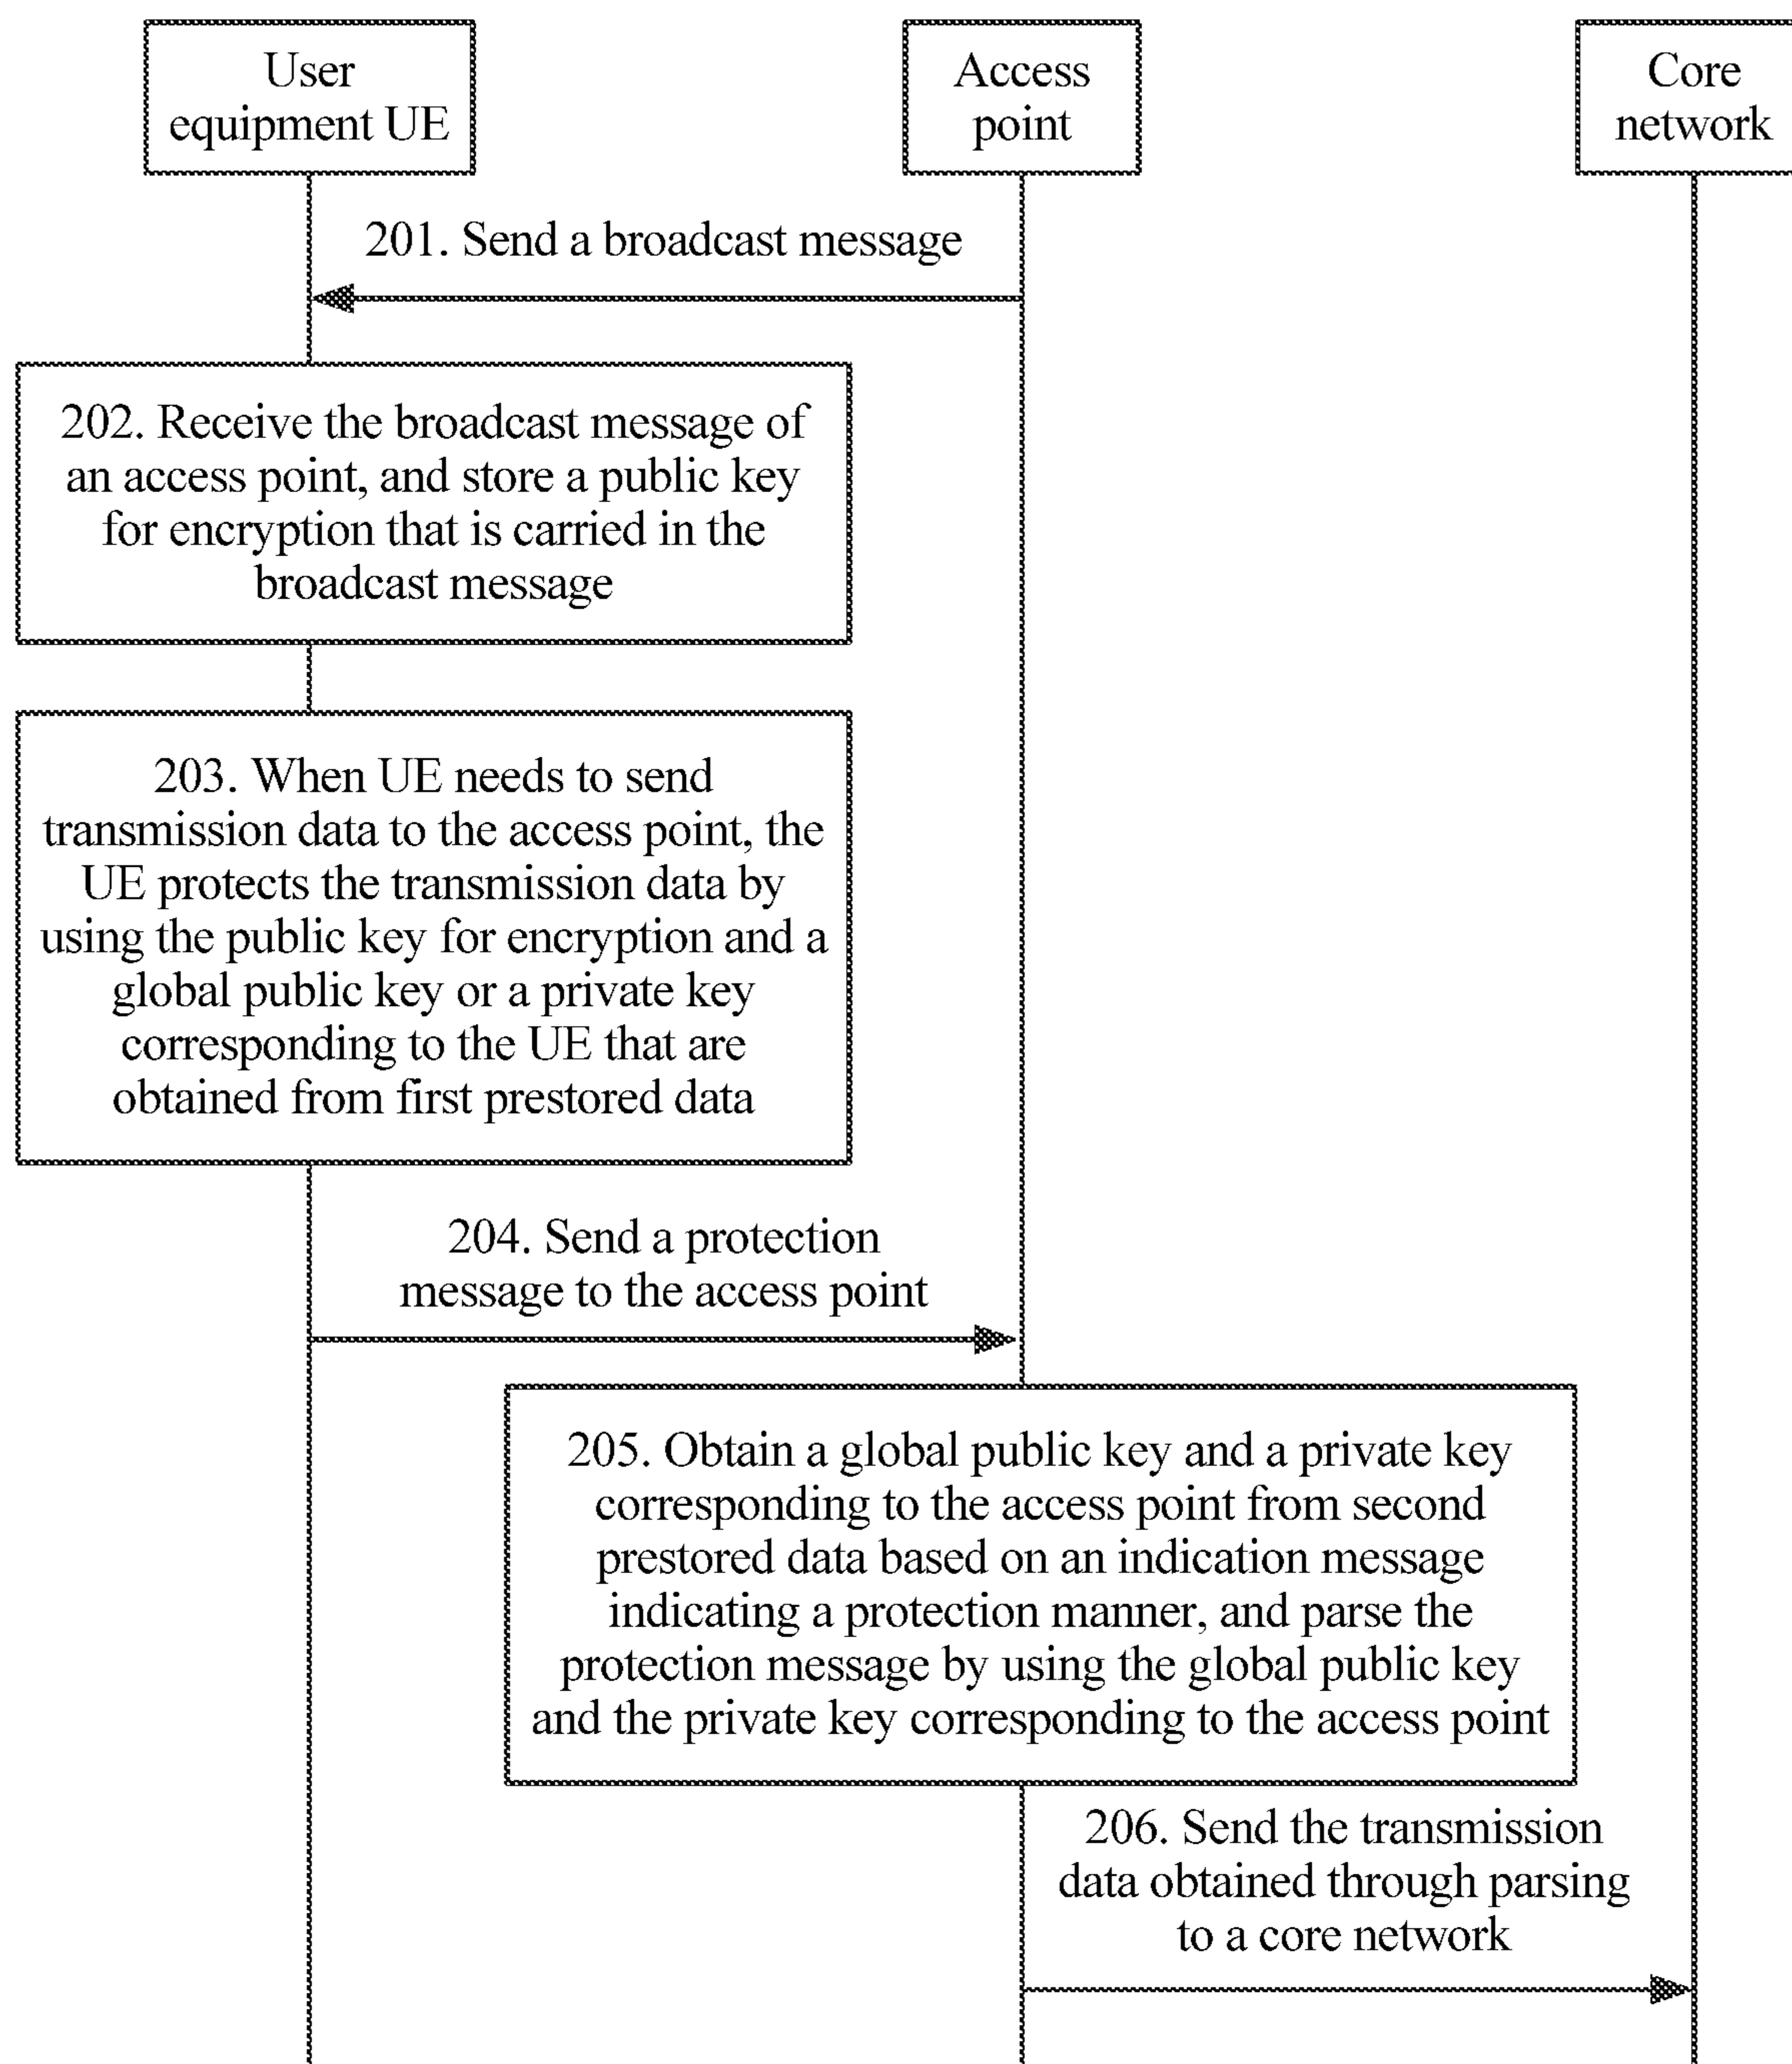 User
equipment UE
Access
point
Core
network
201. Send a broadcast message
202. Receive the broadcast message of
an access point, and store a public key
for encryption that is carried in the
broadcast message
203. When UE needs to send
transmission data to the access point, the
UE protects the transmission data by
using the public key for encryption and a
global public key or a private key
corresponding to the UE that are
obtained from first prestored data
204. Send a protection
message to the access point
205. Obtain a global public key and a private key
corresponding to the access point from second
prestored data based on an indication message
indicating a protection manner, and parse the
protection message by using the global public key
and the private key corresponding to the access point
206. Send the transmission
data obtained through parsing
to a core network